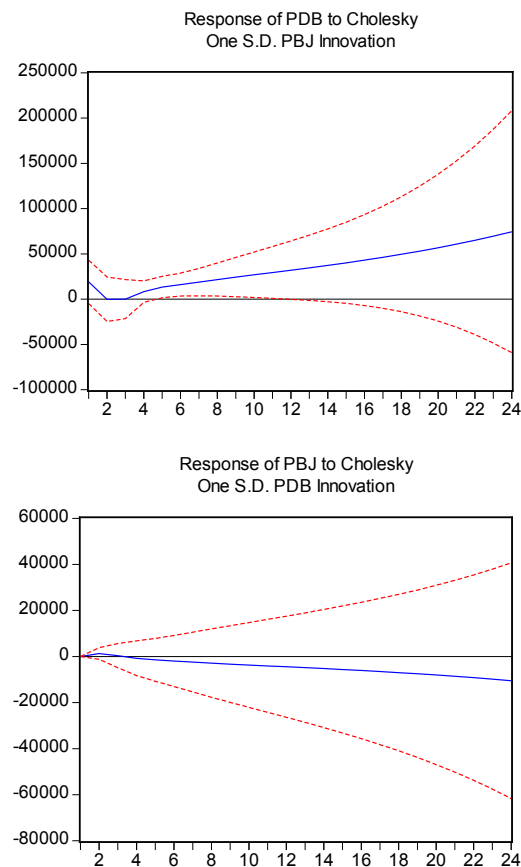 Response of PDB to Cholesky
One S.D. PBJ Innovation
250000
200000
150000
100000
50000
0
-50000
-100000
2 4 6 8 10 12 14 16 18 20 22 24
Response of PBJ to Cholesky
One S.D. PDB Innovation
60000
40000
20000
0
-20000
-40000
-60000
-80000
2 4 6 8 10 12 14 16 18 20 22 24